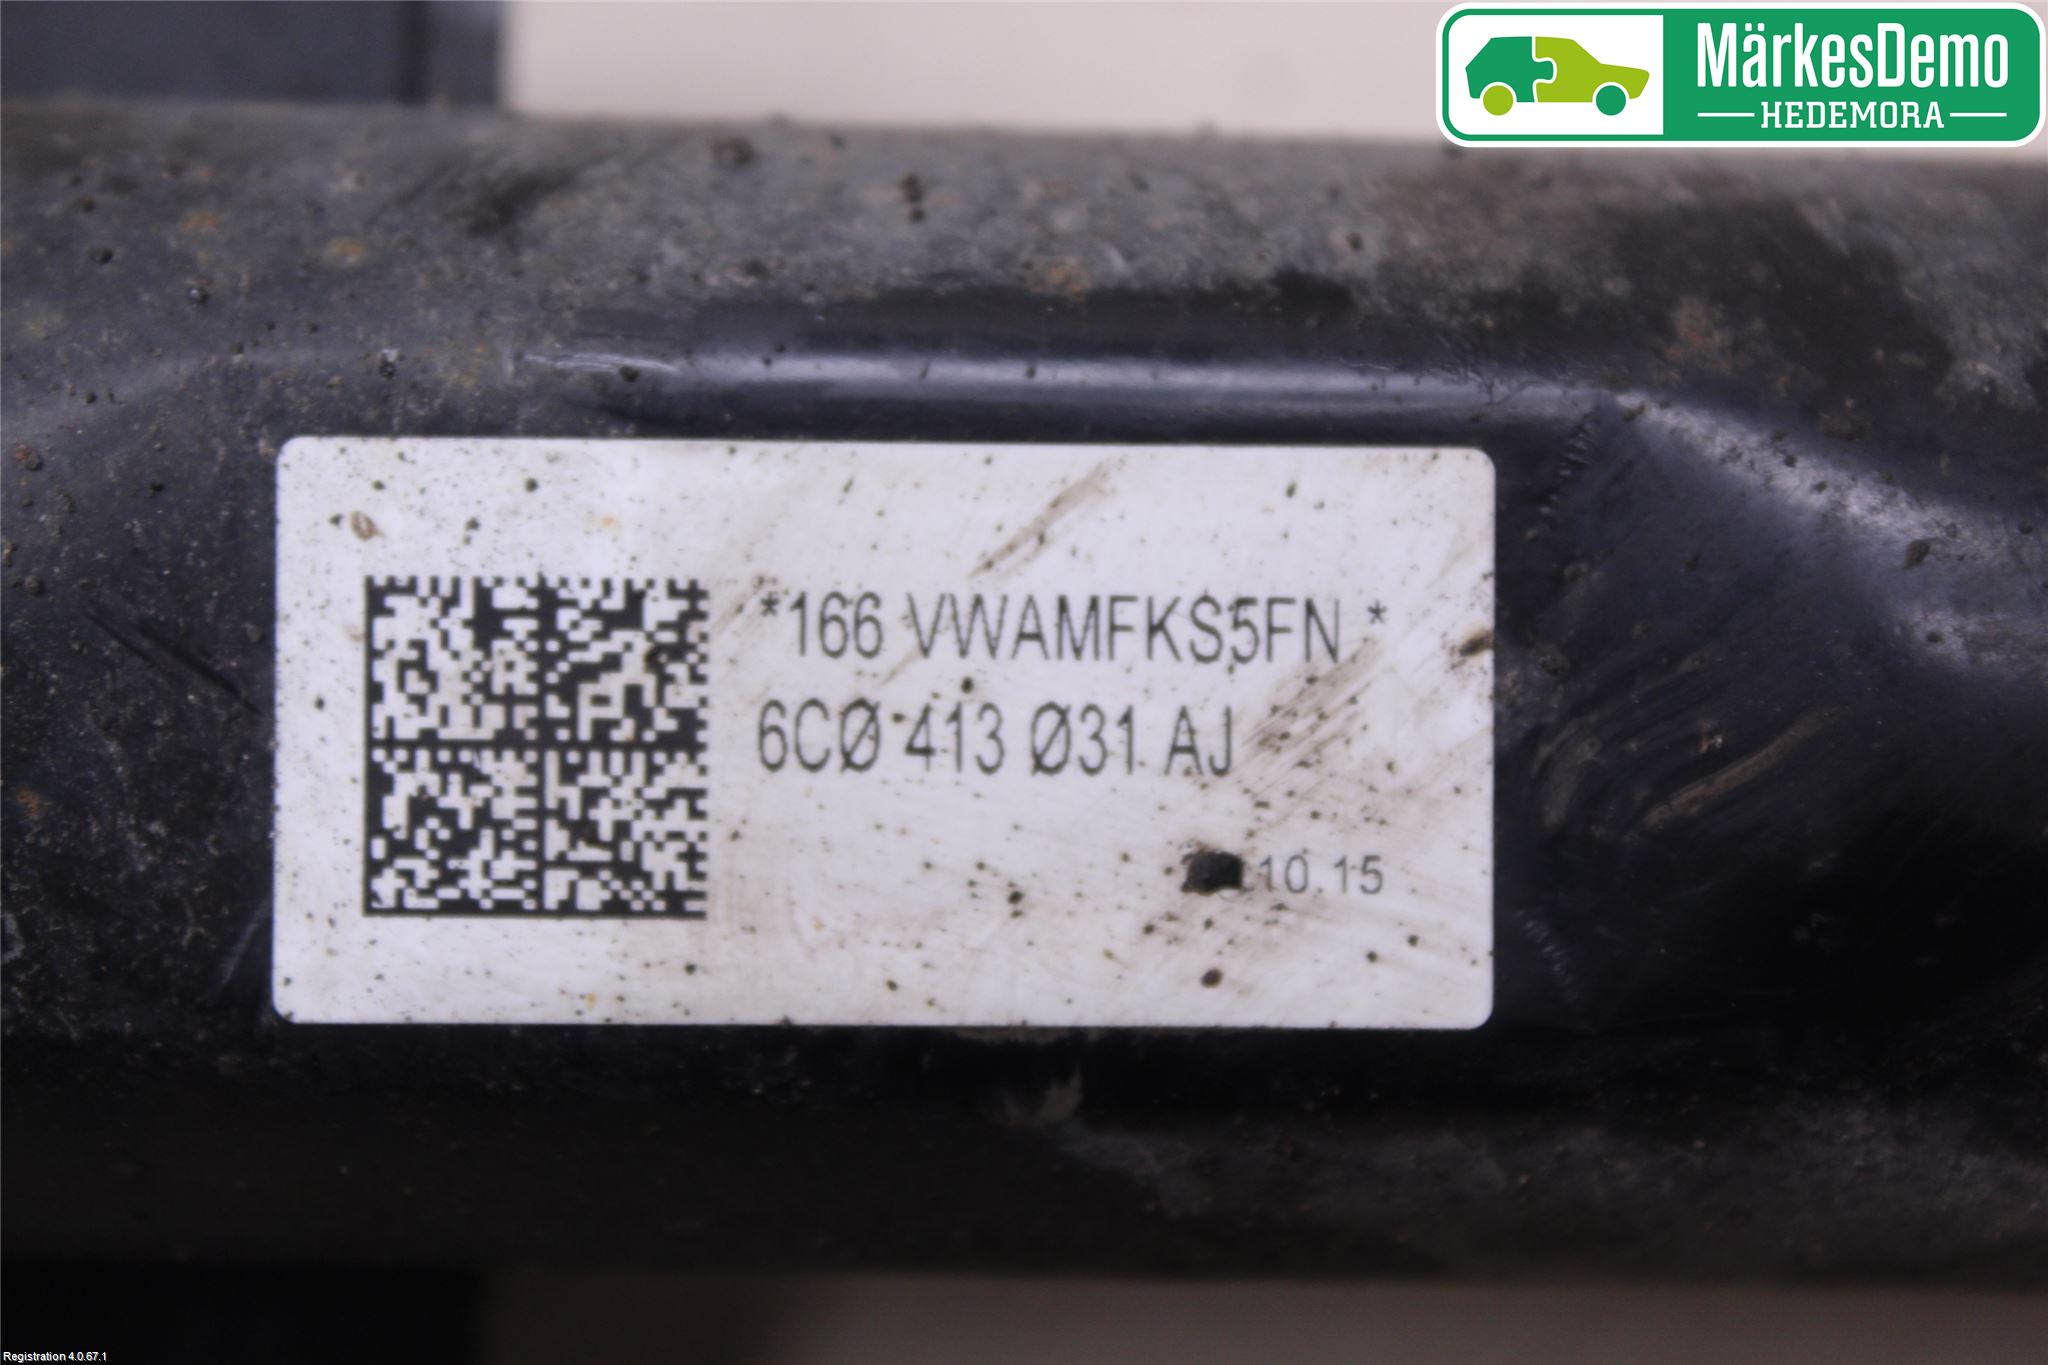 MärkesDemo
HEDEMORA
*166 VWAMFKS5FN *
6CØ 413 Ø31 AJ
10.15
Registration 4.0.67.1